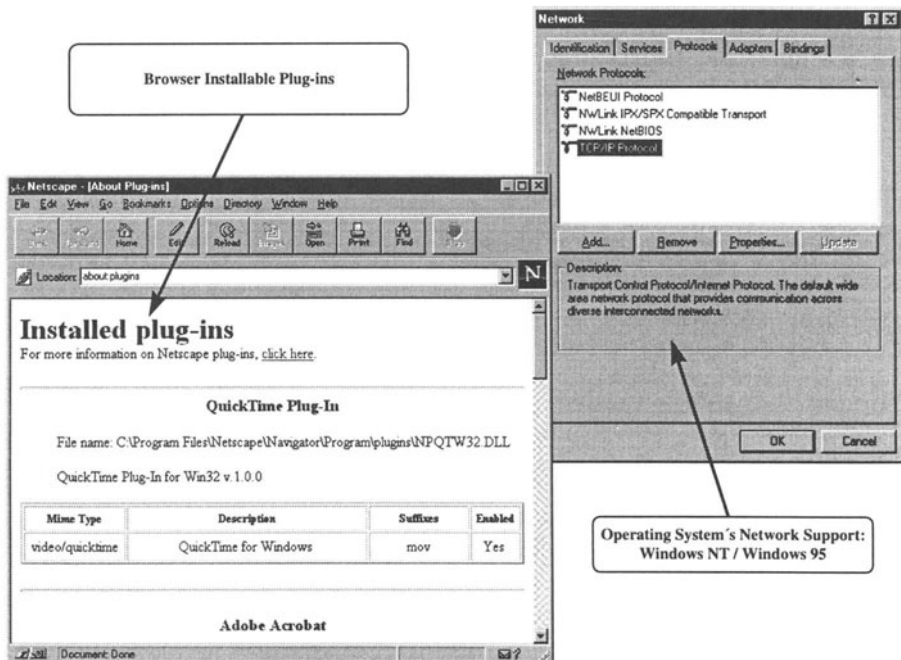 Browser Installable Plug-ins
Netscape - [About Plug-ins]
File Edit View Go Bookmarks Options Directory Window Help
Home Edit Reload Open Print Find
Location: about:plugins
N
Installed plug-ins
For more information on Netscape plug-ins, click here.
QuickTime Plug-In
File name: C:\Program Files\Netscape\Navigator\Program\plugins\NPQTW32.DLL
QuickTime Plug-In for Win32 v.1.0.0
Mime Type Description Suffixes Enabled
video/quicktime QuickTime for Windows mov Yes
Adobe Acrobat
Document: Done
Network
Identification Services Protocols Adapters Bindings
Network Protocols:
NetBEUI Protocol
NWLink IPX/SPX Compatible Transport
NWLink NetBIOS
TCP/IP Protocol
Add... Remove Properties... Update
Description:
Transport Control Protocol/Internet Protocol. The default wide
area network protocol that provides communication across
diverse interconnected networks.
OK Cancel
Operating System´s Network Support:
Windows NT / Windows 95